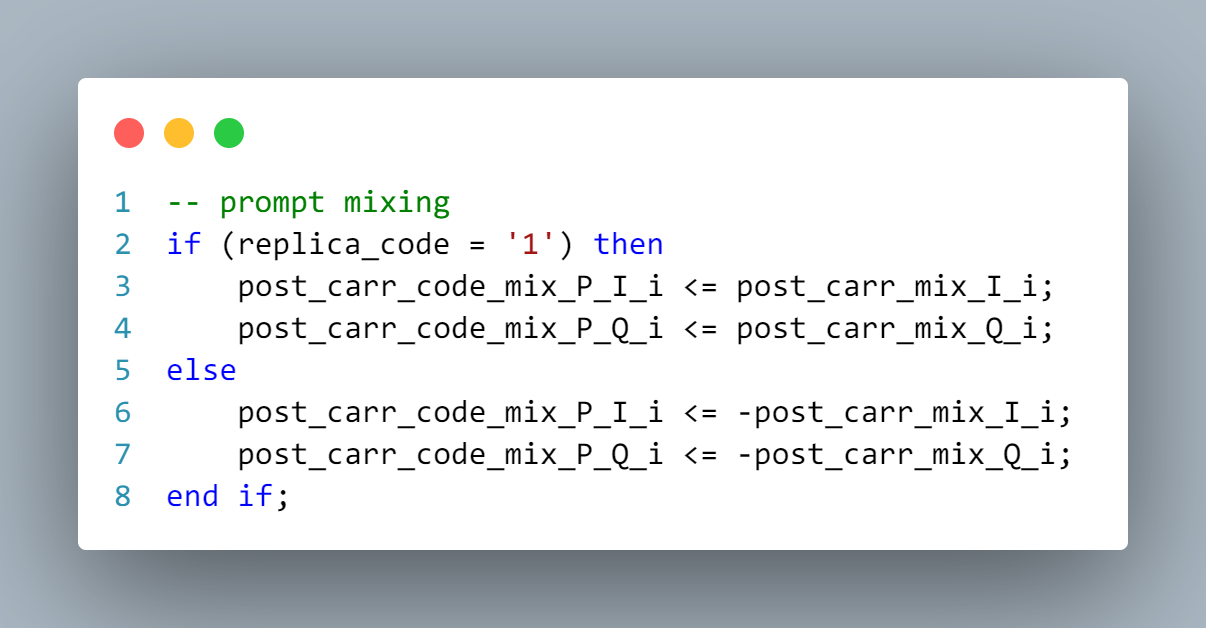 1 -- prompt mixing
2 if (replica_code = '1') then
3     post_carr_code_mix_P_I_i <= post_carr_mix_I_i;
4     post_carr_code_mix_P_Q_i <= post_carr_mix_Q_i;
5 else
6     post_carr_code_mix_P_I_i <= -post_carr_mix_I_i;
7     post_carr_code_mix_P_Q_i <= -post_carr_mix_Q_i;
8 end if;